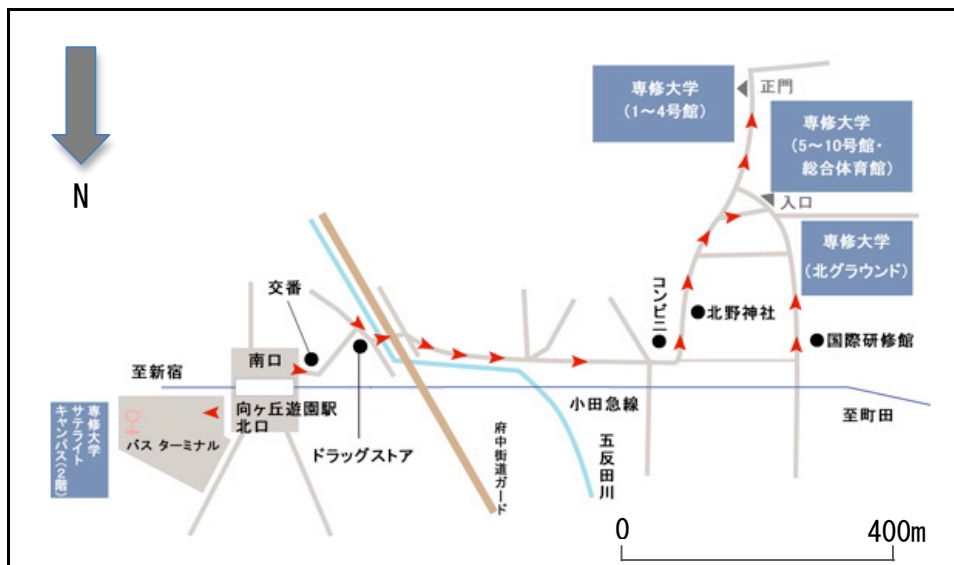 N
専修大学
(1～4号館)
正門
専修大学
(5～10号館・
総合体育館)
入口
専修大学
(北グラウンド)
コンビニ
北野神社
国際研修館
交番
南口
至新宿
向ヶ丘遊園駅
北口
小田急線
至町田
専修大学
サテライト
キャンパス(2階)
バス ターミナル
ドラッグストア
府中街道ガード
五反田川
0
400m